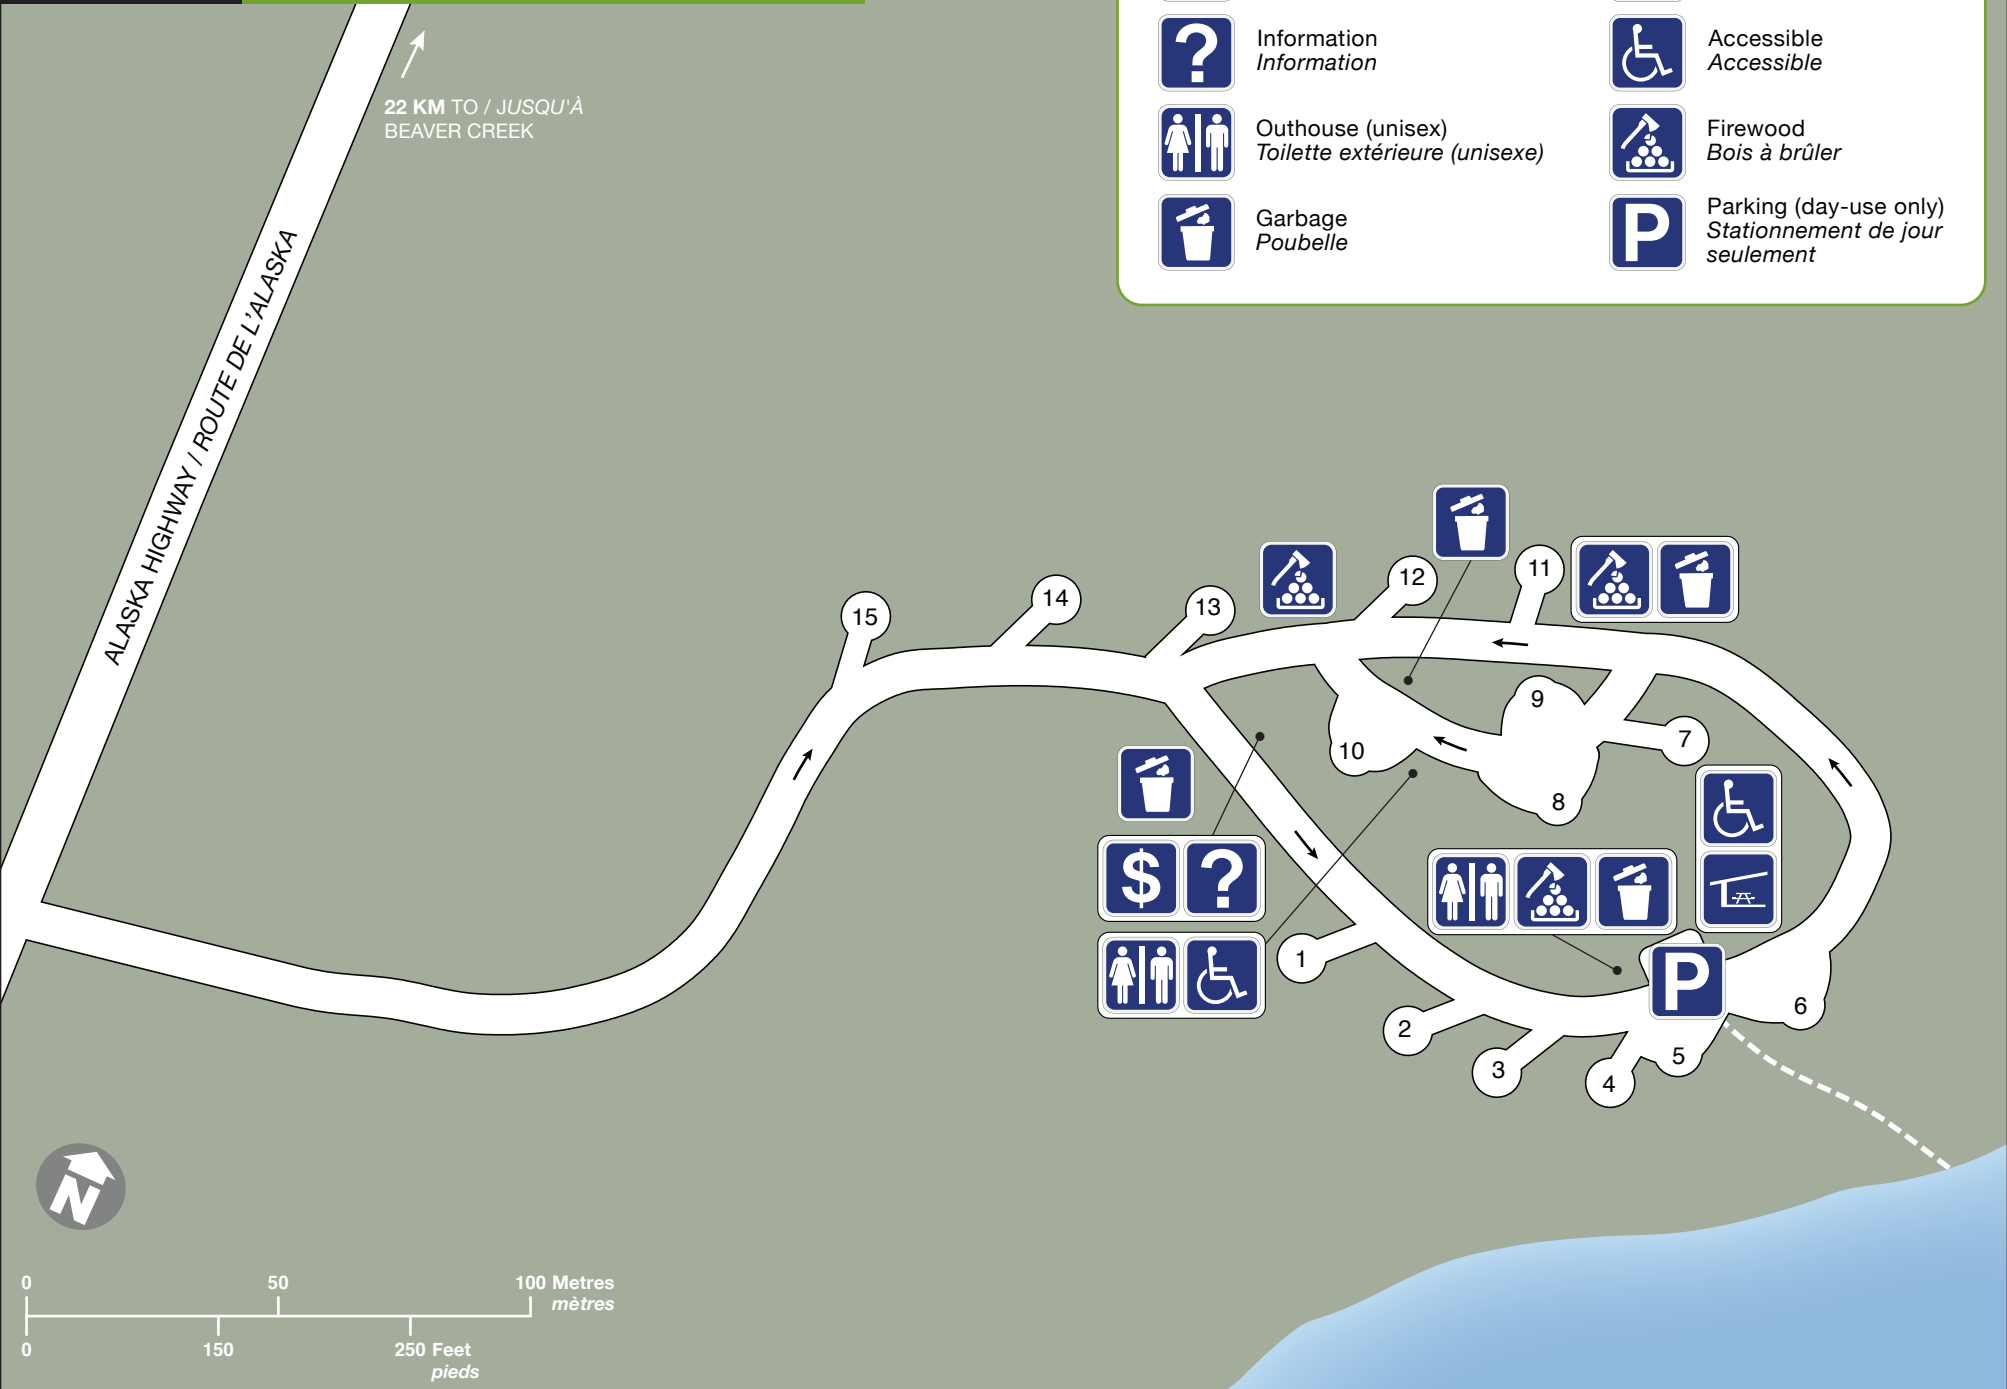 22 KM TO / JUSQU'À
BEAVER CREEK
ALASKA HIGHWAY / ROUTE DE L'ALASKA
?
Information
Information
Accessible
Accessible
Outhouse (unisex)
Toilette extérieure (unisexe)
Firewood
Bois à brûler
Garbage
Poubelle
P
Parking (day-use only)
Stationnement de jour
seulement
15
14
13
12
11
9
10
7
8
$ ?
1
P
6
2
5
3
4
N
0 50 100 Metres
mètres
0 150 250 Feet
pieds